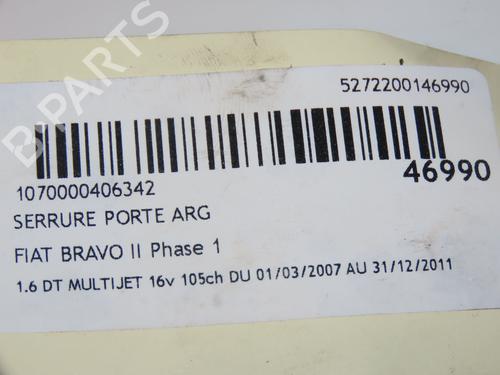 5272200146990
46990
1070000406342
SERRURE PORTE ARG
FIAT BRAVO II Phase 1
1.6 DT MULTIJET 16v 105ch DU 01/03/2007 AU 31/12/2011
B-PARTS